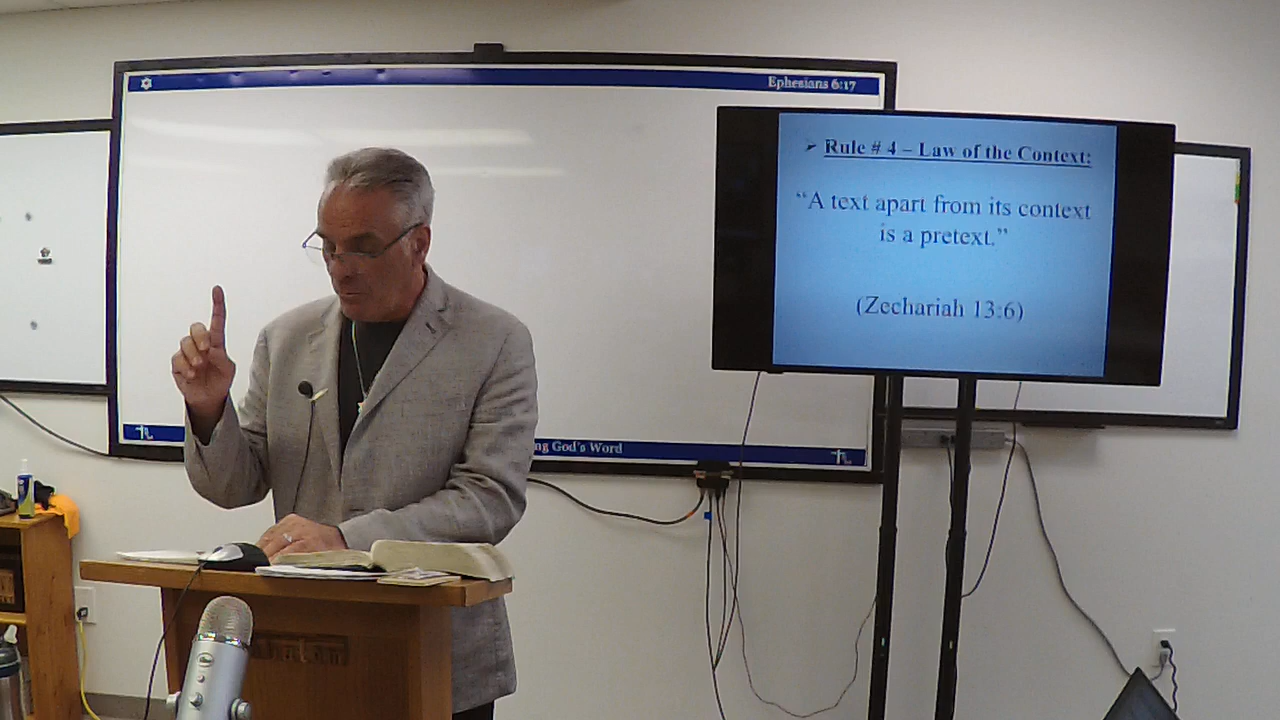 Ephesians 6:17
➢ Rule # 4 – Law of the Context:
“A text apart from its context
is a pretext.”
(Zechariah 13:6)
ng God's Word